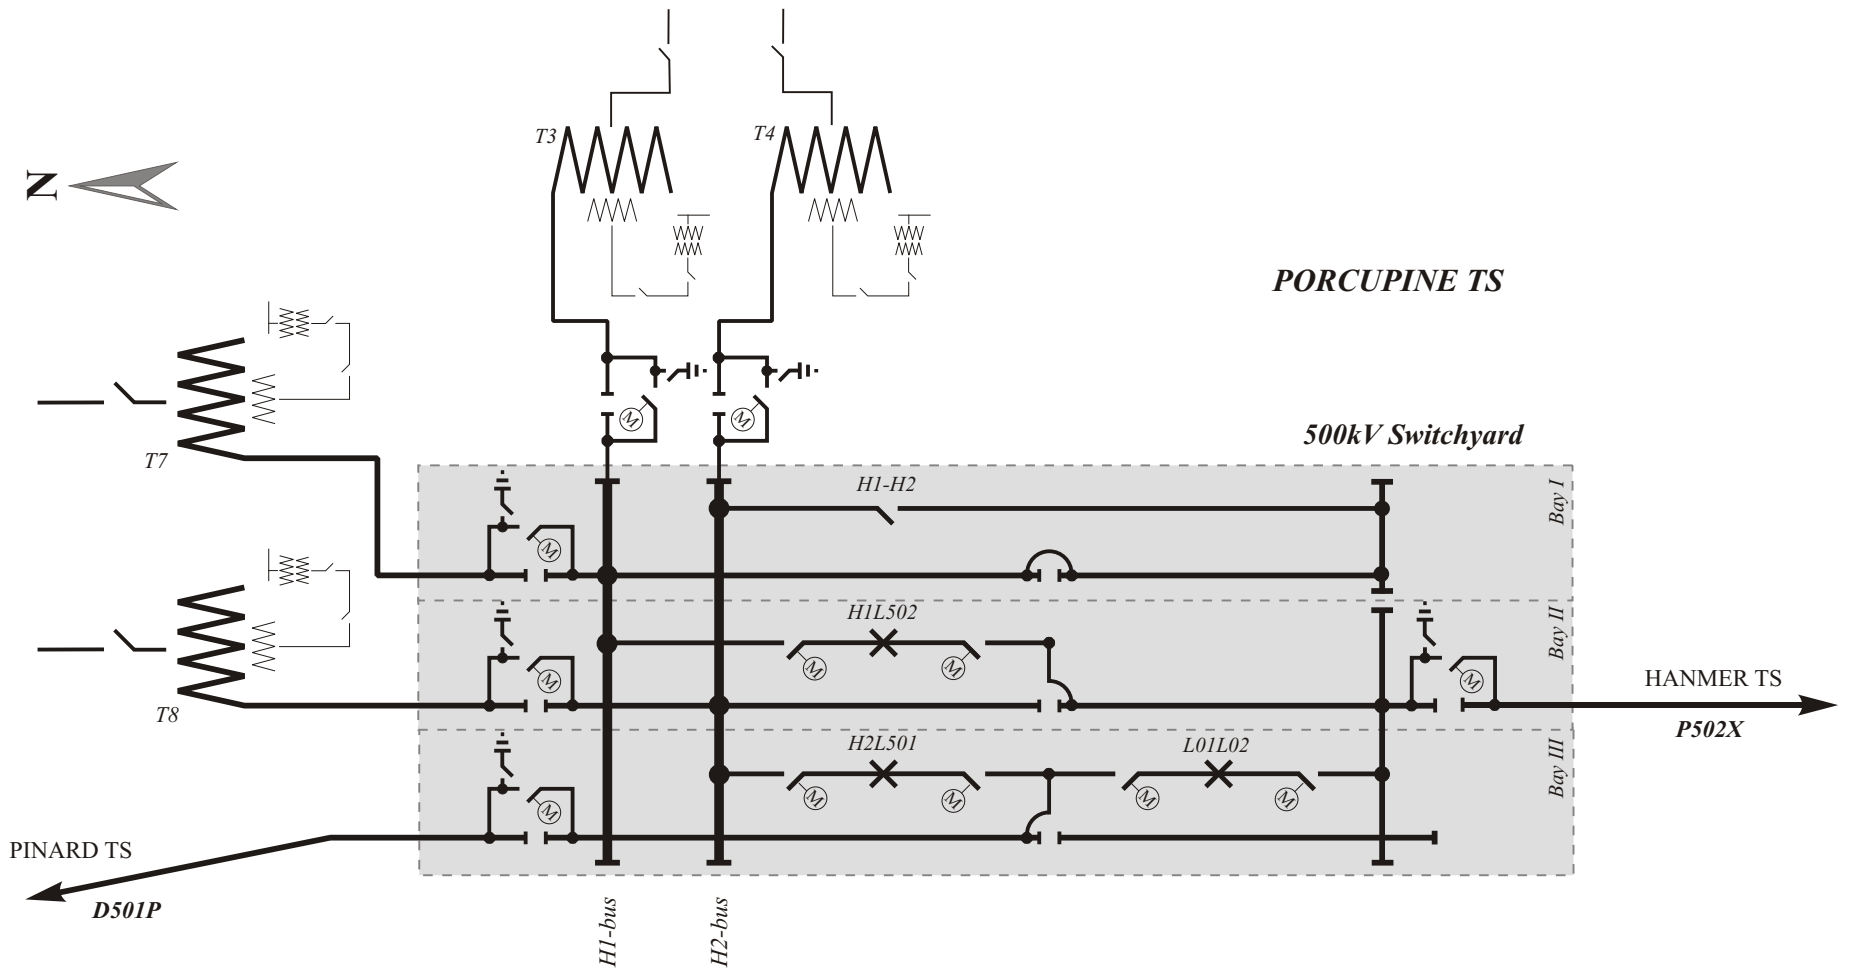 T3
T4
N
PORCUPINE TS
500kV Switchyard
T7
M
M
H1-H2
Bay I
M
H1L502
Bay II
M
M
M
M
HANMER TS
T8
P502X
H2L501
L01L02
Bay III
M
M
M
M
M
PINARD TS
D501P
H1-bus
H2-bus